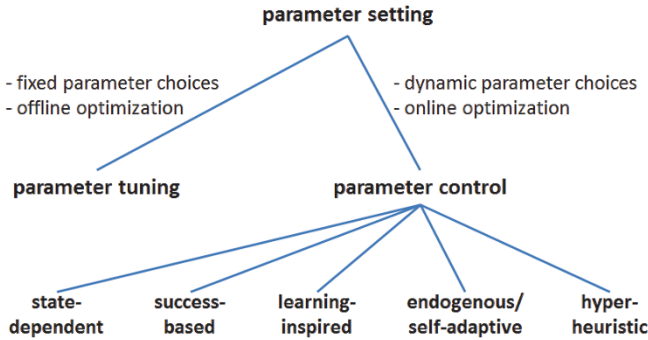 parameter setting
- fixed parameter choices
- offline optimization
- dynamic parameter choices
- online optimization
parameter tuning
parameter control
state-
dependent
success-
based
learning-
inspired
endogenous/
self-adaptive
hyper-
heuristic